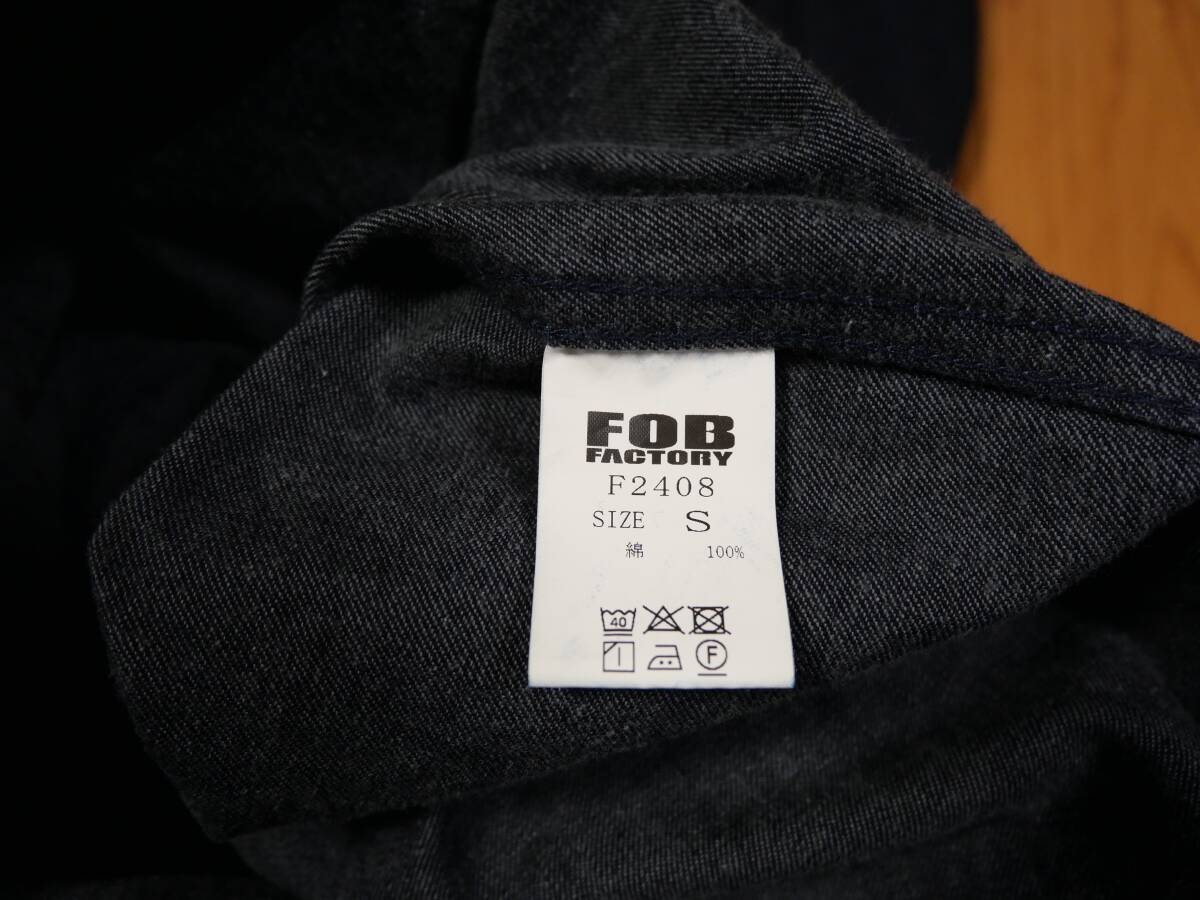 FOB
FACTORY
F2408
SIZE S
綿 100%
40
F